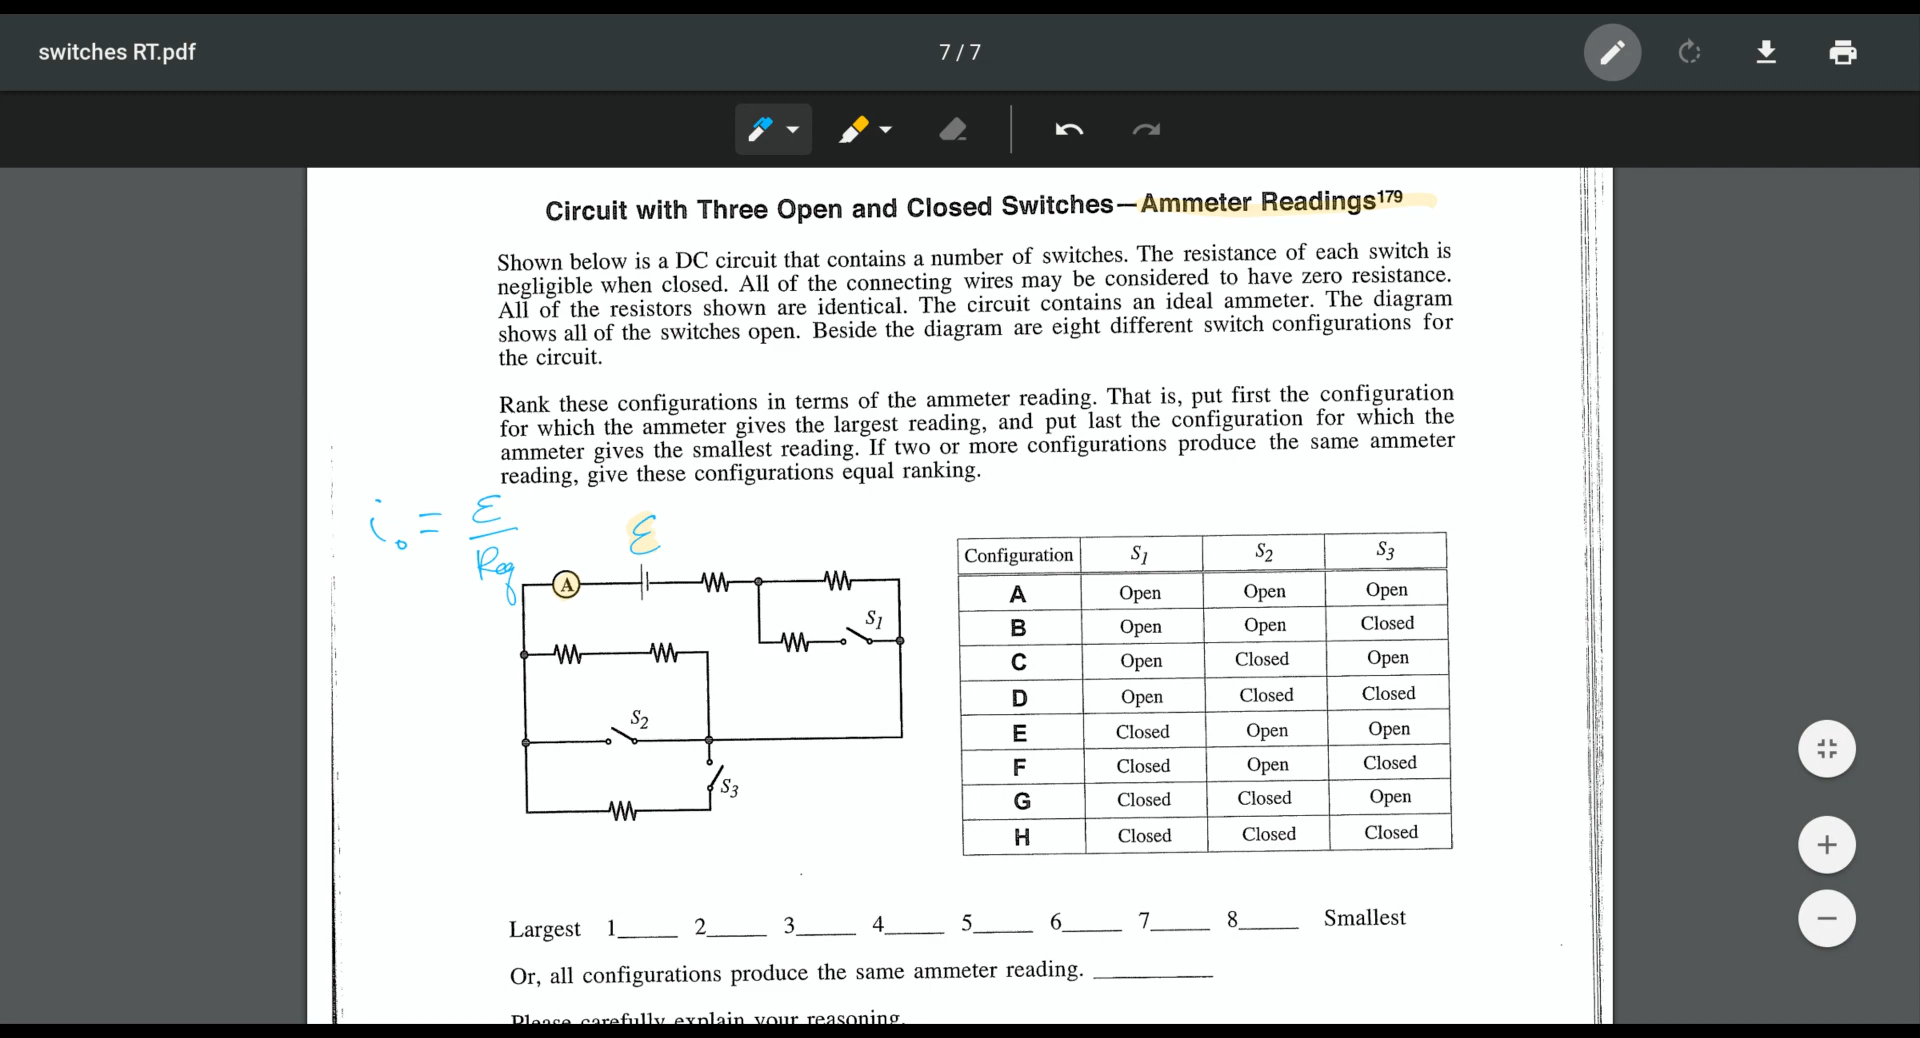 switches RT.pdf
7 / 7
Circuit with Three Open and Closed Switches—Ammeter Readings179
Shown below is a DC circuit that contains a number of switches. The resistance of each switch is
negligible when closed. All of the connecting wires may be considered to have zero resistance.
All of the resistors shown are identical. The circuit contains an ideal ammeter. The diagram
shows all of the switches open. Beside the diagram are eight different switch configurations for
the circuit.
Rank these configurations in terms of the ammeter reading. That is, put first the configuration
for which the ammeter gives the largest reading, and put last the configuration for which the
ammeter gives the smallest reading. If two or more configurations produce the same ammeter
reading, give these configurations equal ranking.
i₀ = ε
Req
ε
A
S1
S2
S3
Configuration S1 S2 S3
A Open Open Open
B Open Open Closed
C Open Closed Open
D Open Closed Closed
E Closed Open Open
F Closed Open Closed
G Closed Closed Open
H Closed Closed Closed
Largest 1_____ 2_____ 3_____ 4_____ 5_____ 6_____ 7_____ 8_____ Smallest
Or, all configurations produce the same ammeter reading. __________
Please carefully explain your reasoning.